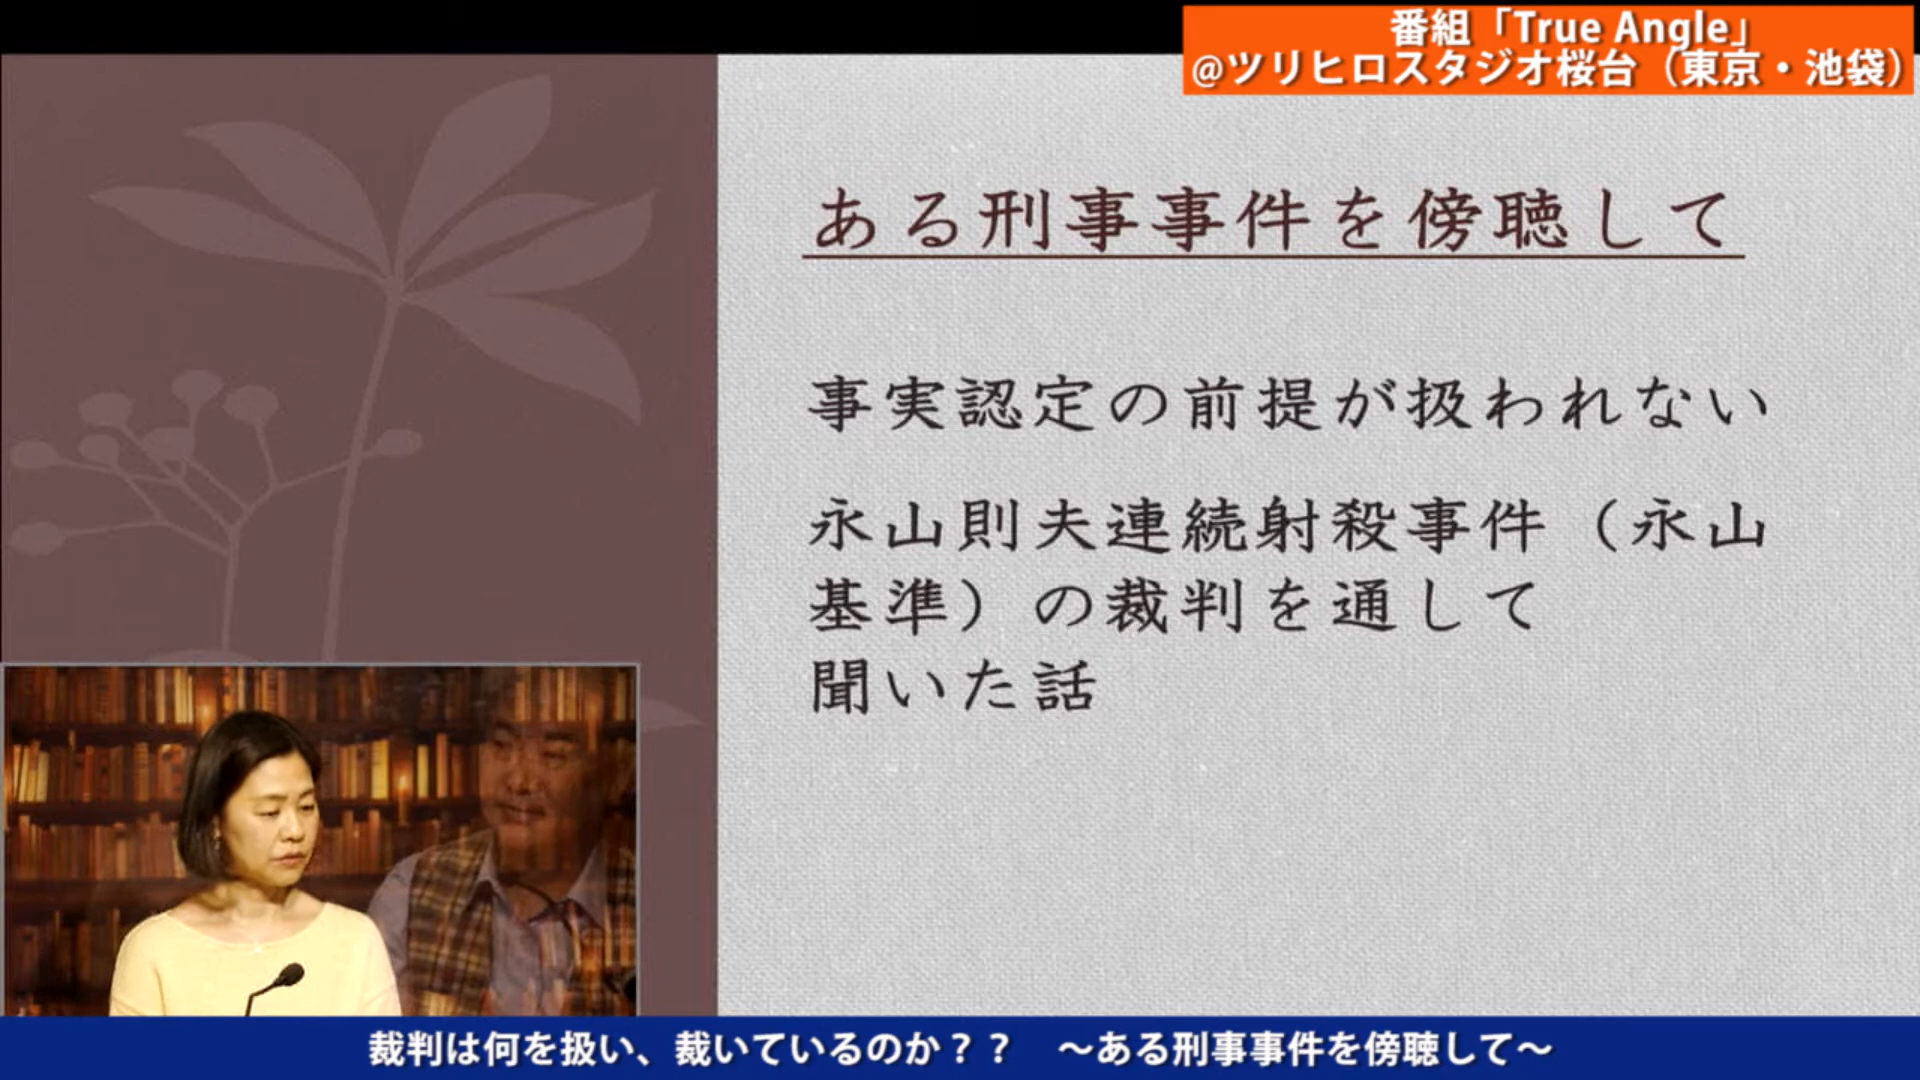 番組「True Angle」
@ツリヒロスタジオ桜台（東京・池袋）
ある刑事事件を傍聴して
事実認定の前提が扱われない
永山則夫連続射殺事件（永山
基準）の裁判を通して
聞いた話
裁判は何を扱い、裁いているのか？？　～ある刑事事件を傍聴して～